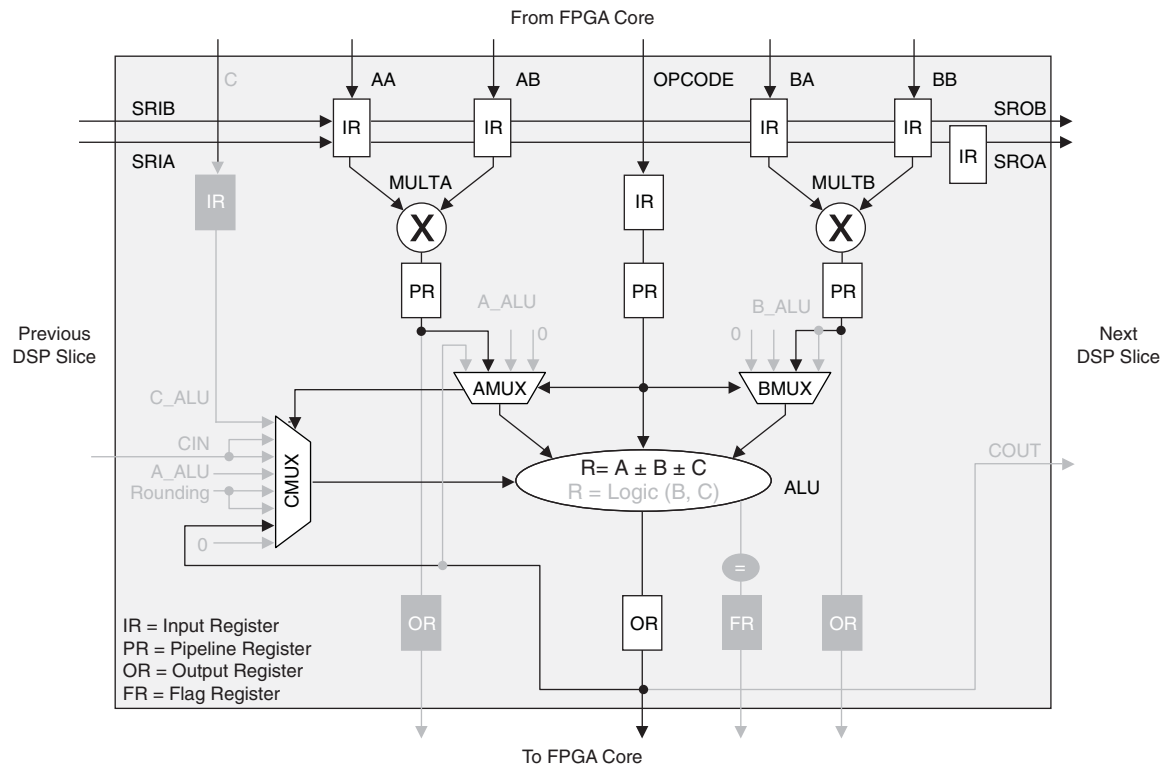 From FPGA Core
C
AA
AB
OPCODE
BA
BB
SRIB
SROB
IR
IR
IR
IR
SRIA
IR
SROA
IR
MULTA
IR
MULTB
X
X
PR
PR
PR
A_ALU
B_ALU
0
0
Previous
DSP Slice
Next
DSP Slice
AMUX
BMUX
C_ALU
CIN
COUT
A_ALU
Rounding
CMUX
R= A ± B ± C
R = Logic (B, C)
ALU
0
=
IR = Input Register
PR = Pipeline Register
OR = Output Register
FR = Flag Register
OR
OR
FR
OR
To FPGA Core